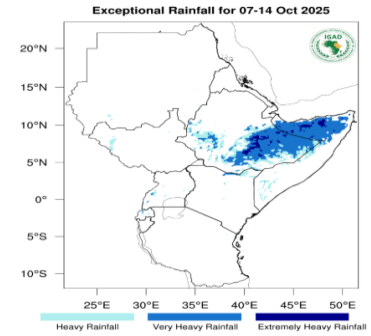 Exceptional Rainfall for 07-14 Oct 2025
IGAD
20°N
15°N
10°N
5°N
0°
5°S
10°S
25°E 30°E 35°E 40°E 45°E 50°E
Heavy Rainfall Very Heavy Rainfall Extremely Heavy Rainfall